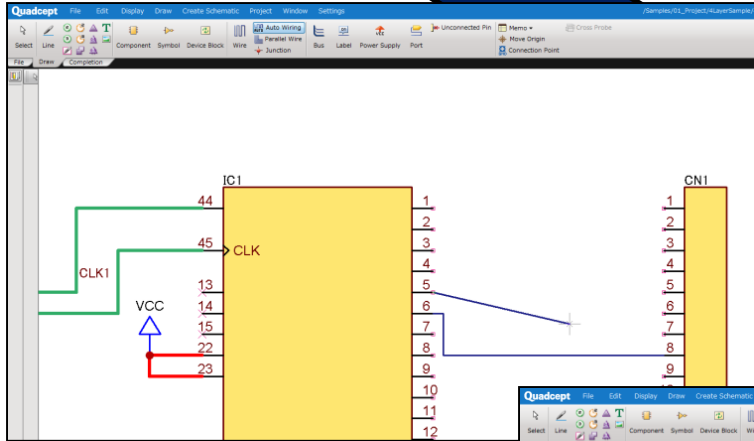 Quadcept File Edit Display Draw Create Schematic Project Window Settings /Samples/01_Project/4LayerSample/
Select Line Component Symbol Device Block Wire Auto Wiring Parallel Wire Junction Bus Label Power Supply Port Unconnected Pin Memo Move Origin Connection Point Cross Probe
File Draw Completion
IC1 CN1
44 1 1
2 2
45 CLK 3 3
CLK1 4 4
13 5 5
VCC 14 6 6
15 7 7
22 8 8
23 9 9
10
11
12
Quadcept File Edit Display Draw Create Schematic
Select Line Component Symbol Device Block